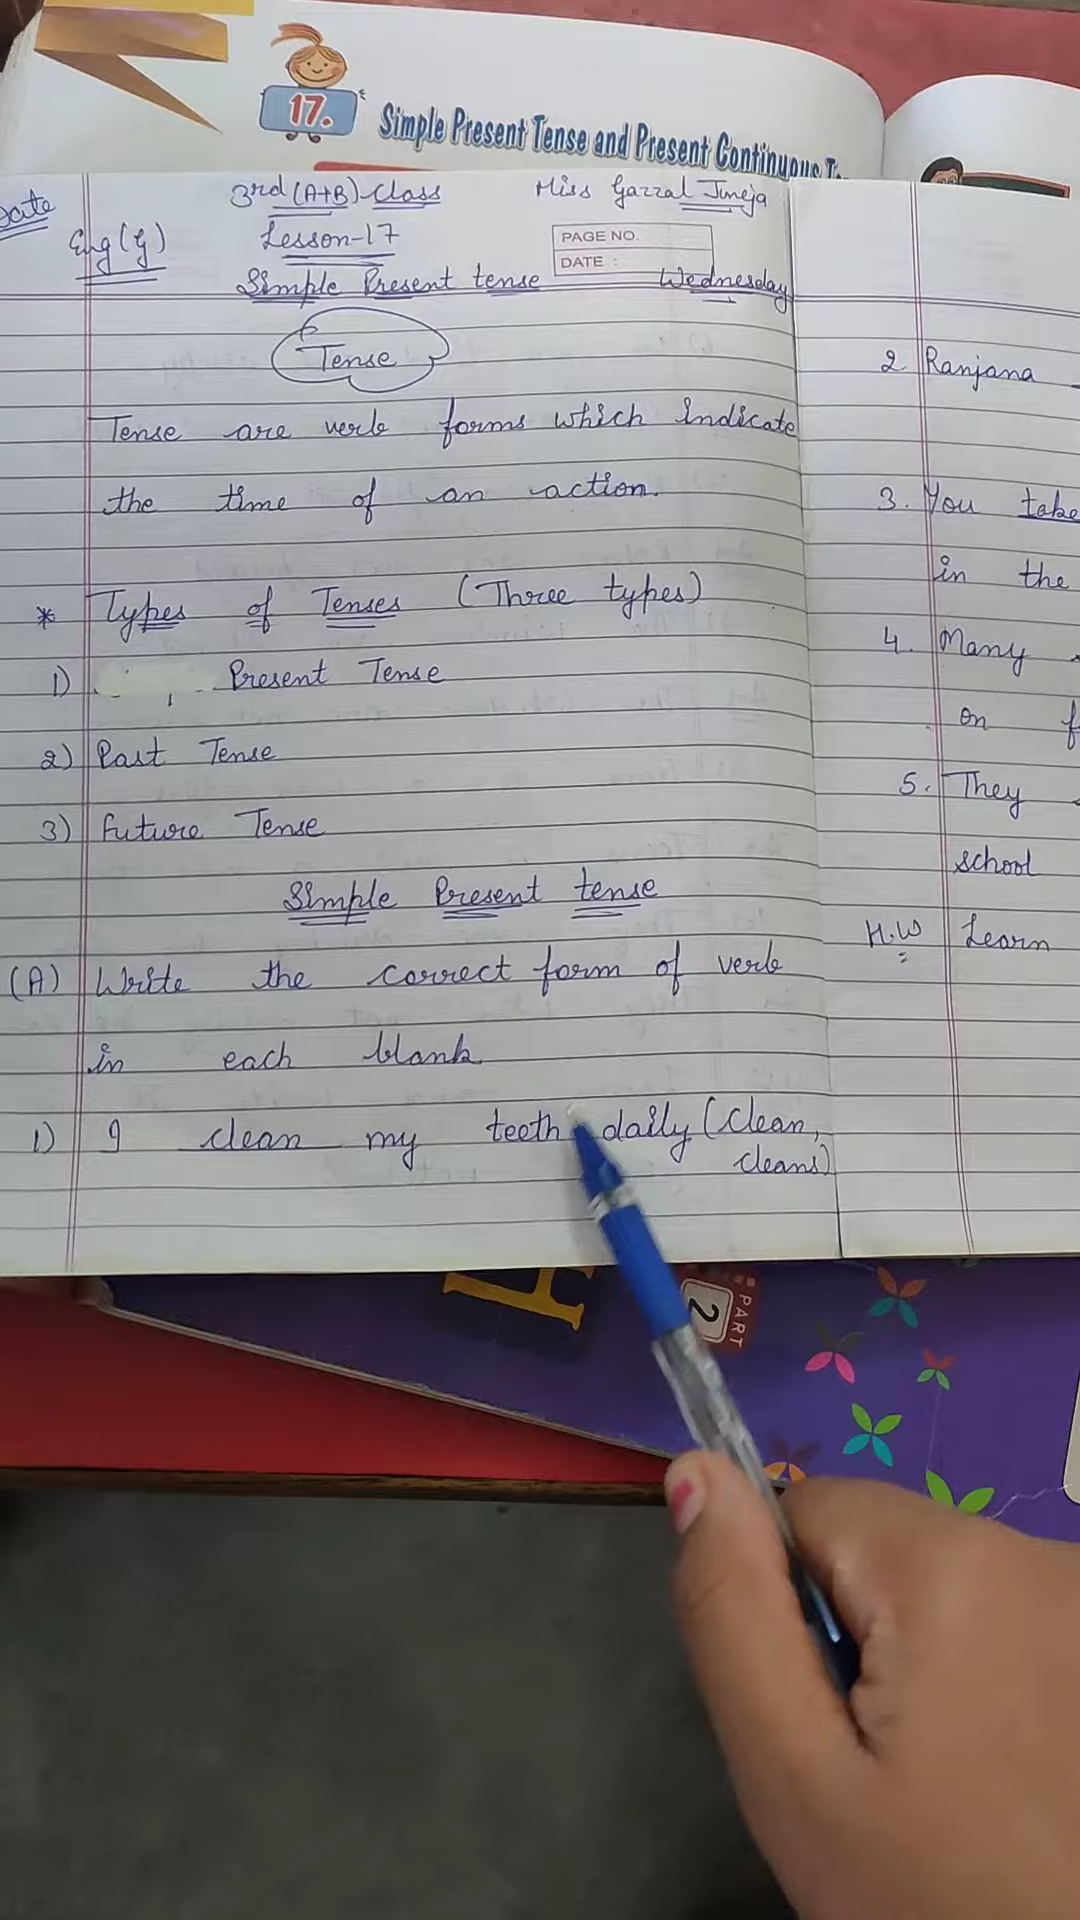 17.
Simple Present Tense and Present Continuous
Date
3rd (A+B) Class
Miss Gazzal Juneja
Eng (G)
Lesson-17
PAGE NO.
DATE :
Simple Present tense
Wednesday
Tense
Tense are verb forms which indicate
the time of an action.
* Types of Tenses (Three types)
1) Present Tense
2) Past Tense
3) Future Tense
Simple Present tense
(A) Write the correct form of verb
in each blank
1) I clean my teeth daily (clean,
cleans)
2. Ranjana
3. You take
in the
4. Many
on
5. They
school
H.W Learn
PART
2
H